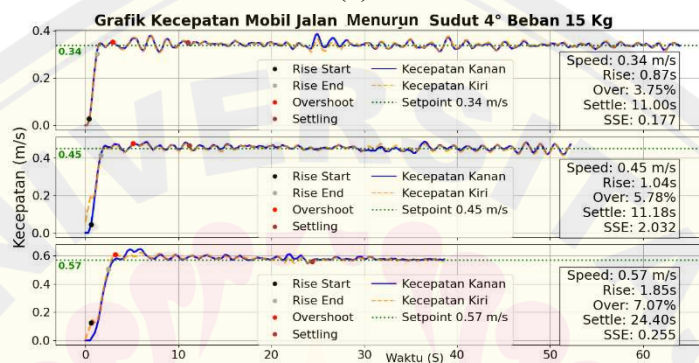 Grafik Kecepatan Mobil Jalan Menurun Sudut 4° Beban 15 Kg
Kecepatan (m/s)
0.4
0.34
0.2
0.0
Rise Start
Rise End
Overshoot
Settling
Kecepatan Kanan
Kecepatan Kiri
Setpoint 0.34 m/s
Speed: 0.34 m/s
Rise: 0.87s
Over: 3.75%
Settle: 11.00s
SSE: 0.177
0.45
0.4
0.2
0.0
Rise Start
Rise End
Overshoot
Settling
Kecepatan Kanan
Kecepatan Kiri
Setpoint 0.45 m/s
Speed: 0.45 m/s
Rise: 1.04s
Over: 5.78%
Settle: 11.18s
SSE: 2.032
0.6
0.57
0.4
0.2
0.0
Rise Start
Rise End
Overshoot
Settling
Kecepatan Kanan
Kecepatan Kiri
Setpoint 0.57 m/s
Speed: 0.57 m/s
Rise: 1.85s
Over: 7.07%
Settle: 24.40s
SSE: 0.255
0 10 20 30 40 50 60
Waktu (S)